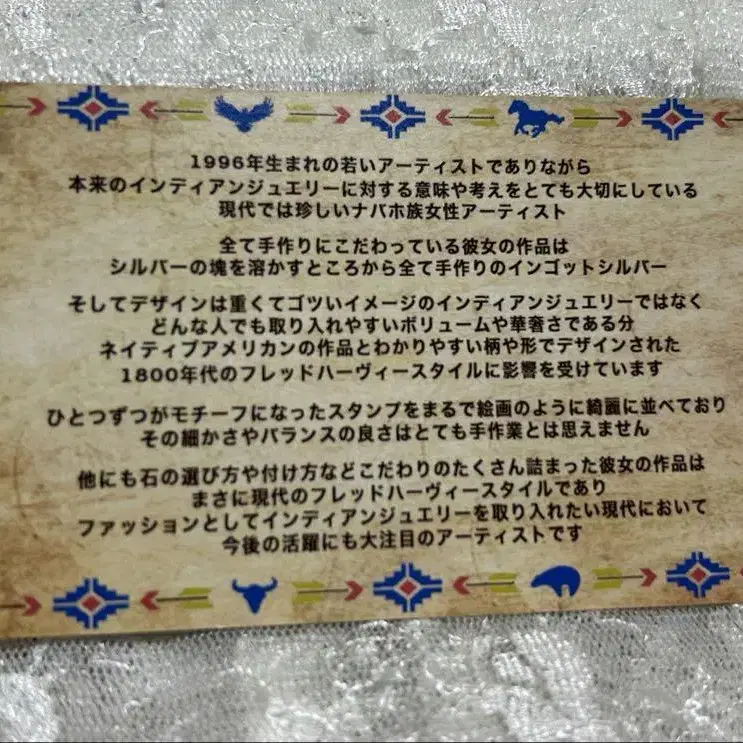 1996年生まれの若いアーティストでありながら
本来のインディアンジュエリーに対する意味や考えをとても大切にしている
現代では珍しいナバホ族女性アーティスト
全て手作りにこだわっている彼女の作品は
シルバーの塊を溶かすところから全て手作りのインゴットシルバー
そしてデザインは重くてゴツいイメージのインディアンジュエリーではなく
どんな人でも取り入れやすいボリュームや華奢さである分
ネイティブアメリカンの作品とわかりやすい柄や形でデザインされた
1800年代のフレッドハーヴィースタイルに影響を受けています
ひとつずつがモチーフになったスタンプをまるで絵画のように綺麗に並べており
その細かさやバランスの良さはとても手作業とは思えません
他にも石の選び方や付け方などこだわりのたくさん詰まった彼女の作品は
まさに現代のフレッドハーヴィースタイルであり
ファッションとしてインディアンジュエリーを取り入れたい現代において
今後の活躍にも大注目のアーティストです